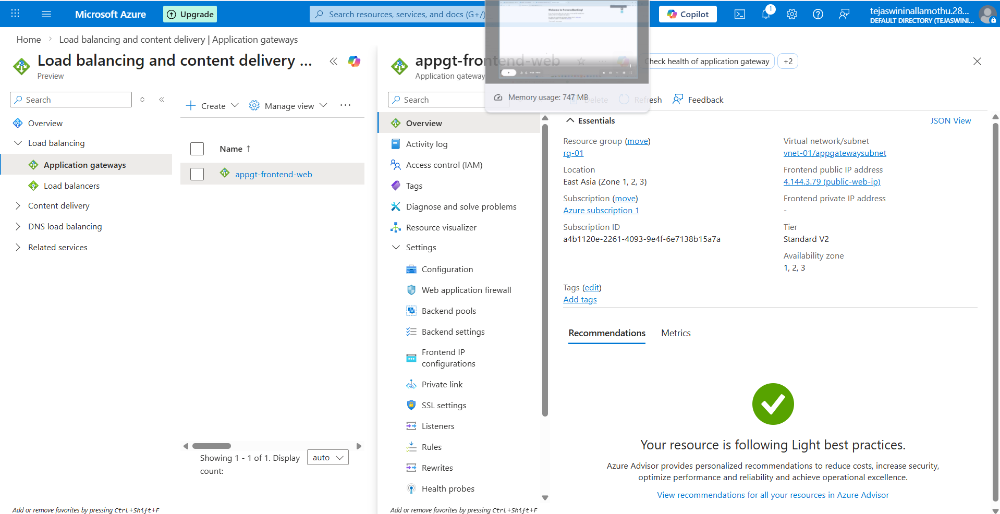 Microsoft Azure
Upgrade
Search resources, services, and docs (G+/)
Copilot
1
tejaswininallamothu.28...
DEFAULT DIRECTORY (TEJASWINI...
Home > Load balancing and content delivery | Application gateways
Load balancing and content delivery ...
Preview
Search
Overview
Load balancing
Application gateways
Load balancers
Content delivery
DNS load balancing
Related services
Add or remove favorites by pressing Ctrl+Shift+F
Create
Manage view
...
Name ↑
appgt-frontend-web
Showing 1 - 1 of 1. Display count:
auto
appgt-frontend-web
Application gateway
Check health of application gateway
+2
Welcome to PersonalBanking!
Memory usage: 747 MB
Search
Delete
Refresh
Feedback
Overview
Activity log
Access control (IAM)
Tags
Diagnose and solve problems
Resource visualizer
Settings
Configuration
Web application firewall
Backend pools
Backend settings
Frontend IP
configurations
Private link
SSL settings
Listeners
Rules
Rewrites
Health probes
Add or remove favorites by pressing Ctrl+Shift+F
Essentials
JSON View
Resource group (move)
rg-01
Location
East Asia (Zone 1, 2, 3)
Subscription (move)
Azure subscription 1
Subscription ID
a4b1120e-2261-4093-9e4f-6e7138b15a7a
Virtual network/subnet
vnet-01/appgatewaysubnet
Frontend public IP address
4.144.3.79 (public-web-ip)
Frontend private IP address
-
Tier
Standard V2
Availability zone
1, 2, 3
Tags (edit)
Add tags
Recommendations
Metrics
Your resource is following Light best practices.
Azure Advisor provides personalized recommendations to reduce costs, increase security,
optimize performance and reliability and achieve operational excellence.
View recommendations for all your resources in Azure Advisor